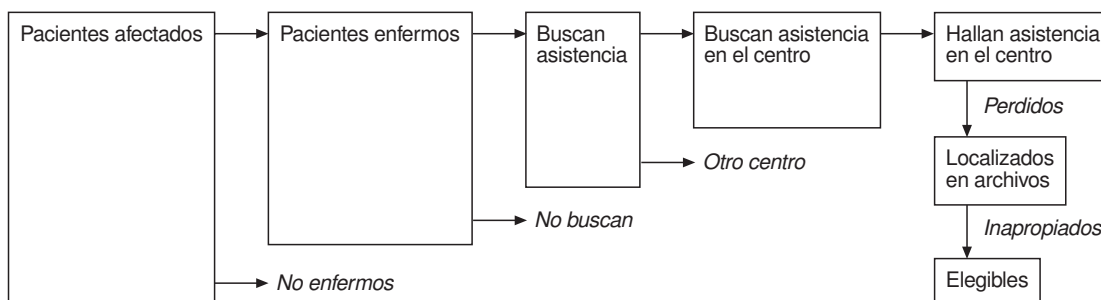 Pacientes afectados
Pacientes enfermos
Buscan
asistencia
Buscan asistencia
en el centro
Hallan asistencia
en el centro
Perdidos
Otro centro
Localizados
en archivos
No buscan
Inapropiados
No enfermos
Elegibles